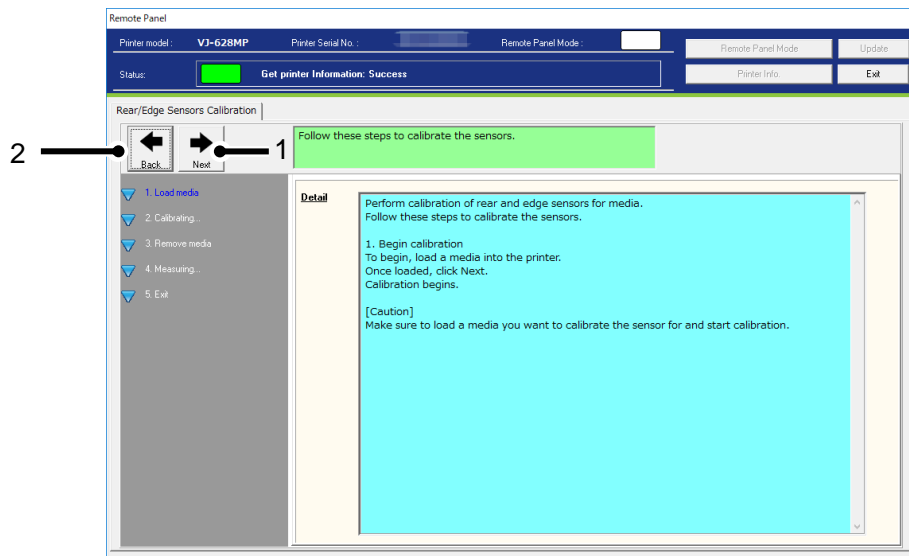 Remote Panel
Printer model : VJ-628MP Printer Serial No. : Remote Panel Mode :
Remote Panel Mode Update
Status: Get printer Information: Success
Printer Info. Exit
Rear/Edge Sensors Calibration
2 Back Next 1
Follow these steps to calibrate the sensors.
1. Load media
2. Calibrating...
3. Remove media
4. Measuring...
5. Exit
Detail
Perform calibration of rear and edge sensors for media.
Follow these steps to calibrate the sensors.
1. Begin calibration
To begin, load a media into the printer.
Once loaded, click Next.
Calibration begins.
[Caution]
Make sure to load a media you want to calibrate the sensor for and start calibration.